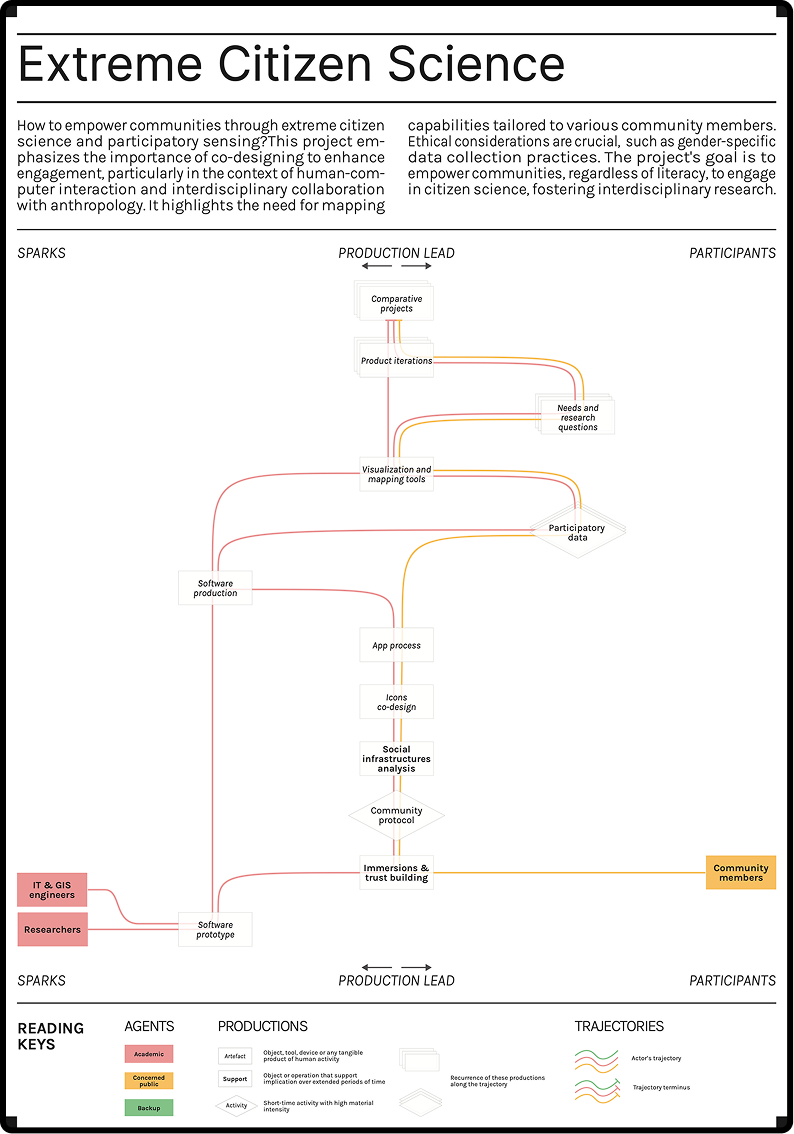 Extreme Citizen Science
How to empower communities through extreme citizen
science and participatory sensing?This project em-
phasizes the importance of co-designing to enhance
engagement, particularly in the context of human-com-
puter interaction and interdisciplinary collaboration
with anthropology. It highlights the need for mapping
capabilities tailored to various community members.
Ethical considerations are crucial, such as gender-specific
data collection practices. The project's goal is to
empower communities, regardless of literacy, to engage
in citizen science, fostering interdisciplinary research.
SPARKS
PRODUCTION LEAD
PARTICIPANTS
Comparative
projects
Product iterations
Needs and
research
questions
Visualization and
mapping tools
Participatory
data
Software
production
App process
Icons
co-design
Social
infrastructures
analysis
Community
protocol
Immersions &
trust building
Community
members
IT & GIS
engineers
Researchers
Software
prototype
SPARKS
PRODUCTION LEAD
PARTICIPANTS
READING
KEYS
AGENTS
Academic
Concerned
public
Backup
PRODUCTIONS
Artefact
Object, tool, device or any tangible
product of human activity
Support
Object or operation that support
implication over extended periods of time
Activity
Short-time activity with high material
intensity
Recurrence of these productions
along the trajectory
TRAJECTORIES
Actor's trajectory
Trajectory terminus